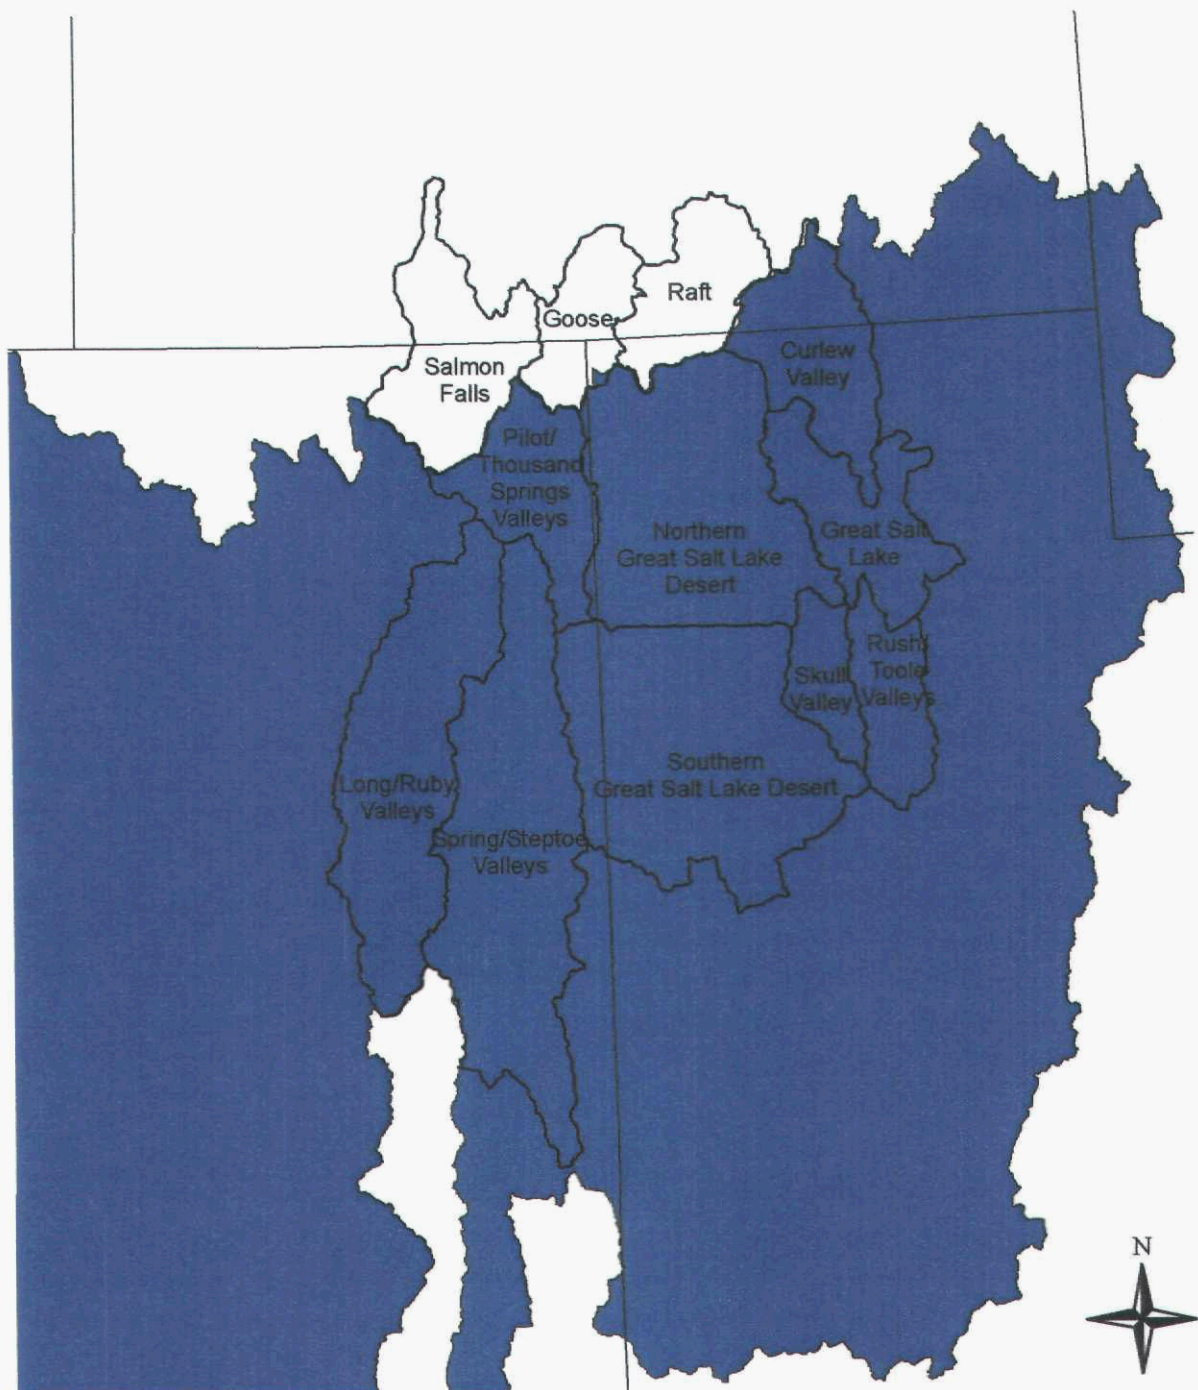 Raft
Goose
Salmon
Falls
Curlew
Valley
Pilot/
Thousand
Springs
Valleys
Northern
Great Salt Lake
Desert
Great Salt
Lake
Rush/
Toole
Valleys
Skull
Valley
Southern
Great Salt Lake Desert
Long/Ruby
Valleys
Spring/Steptoe
Valleys
N